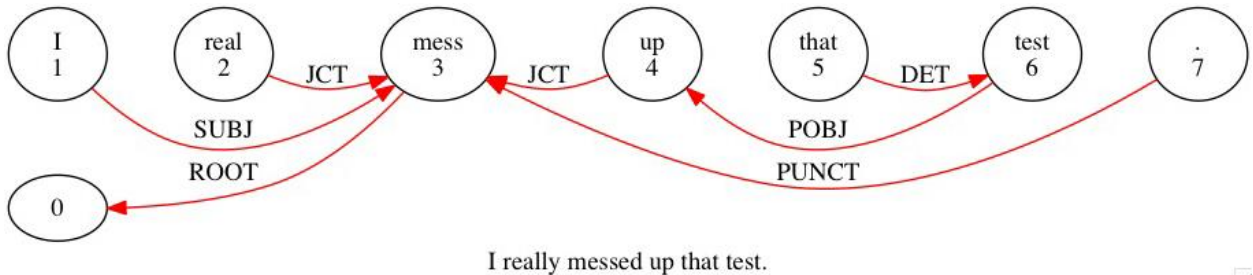 I real mess up that test .
1 2 3 4 5 6 7
JCT JCT DET
SUBJ POBJ
ROOT PUNCT
0
I really messed up that test.